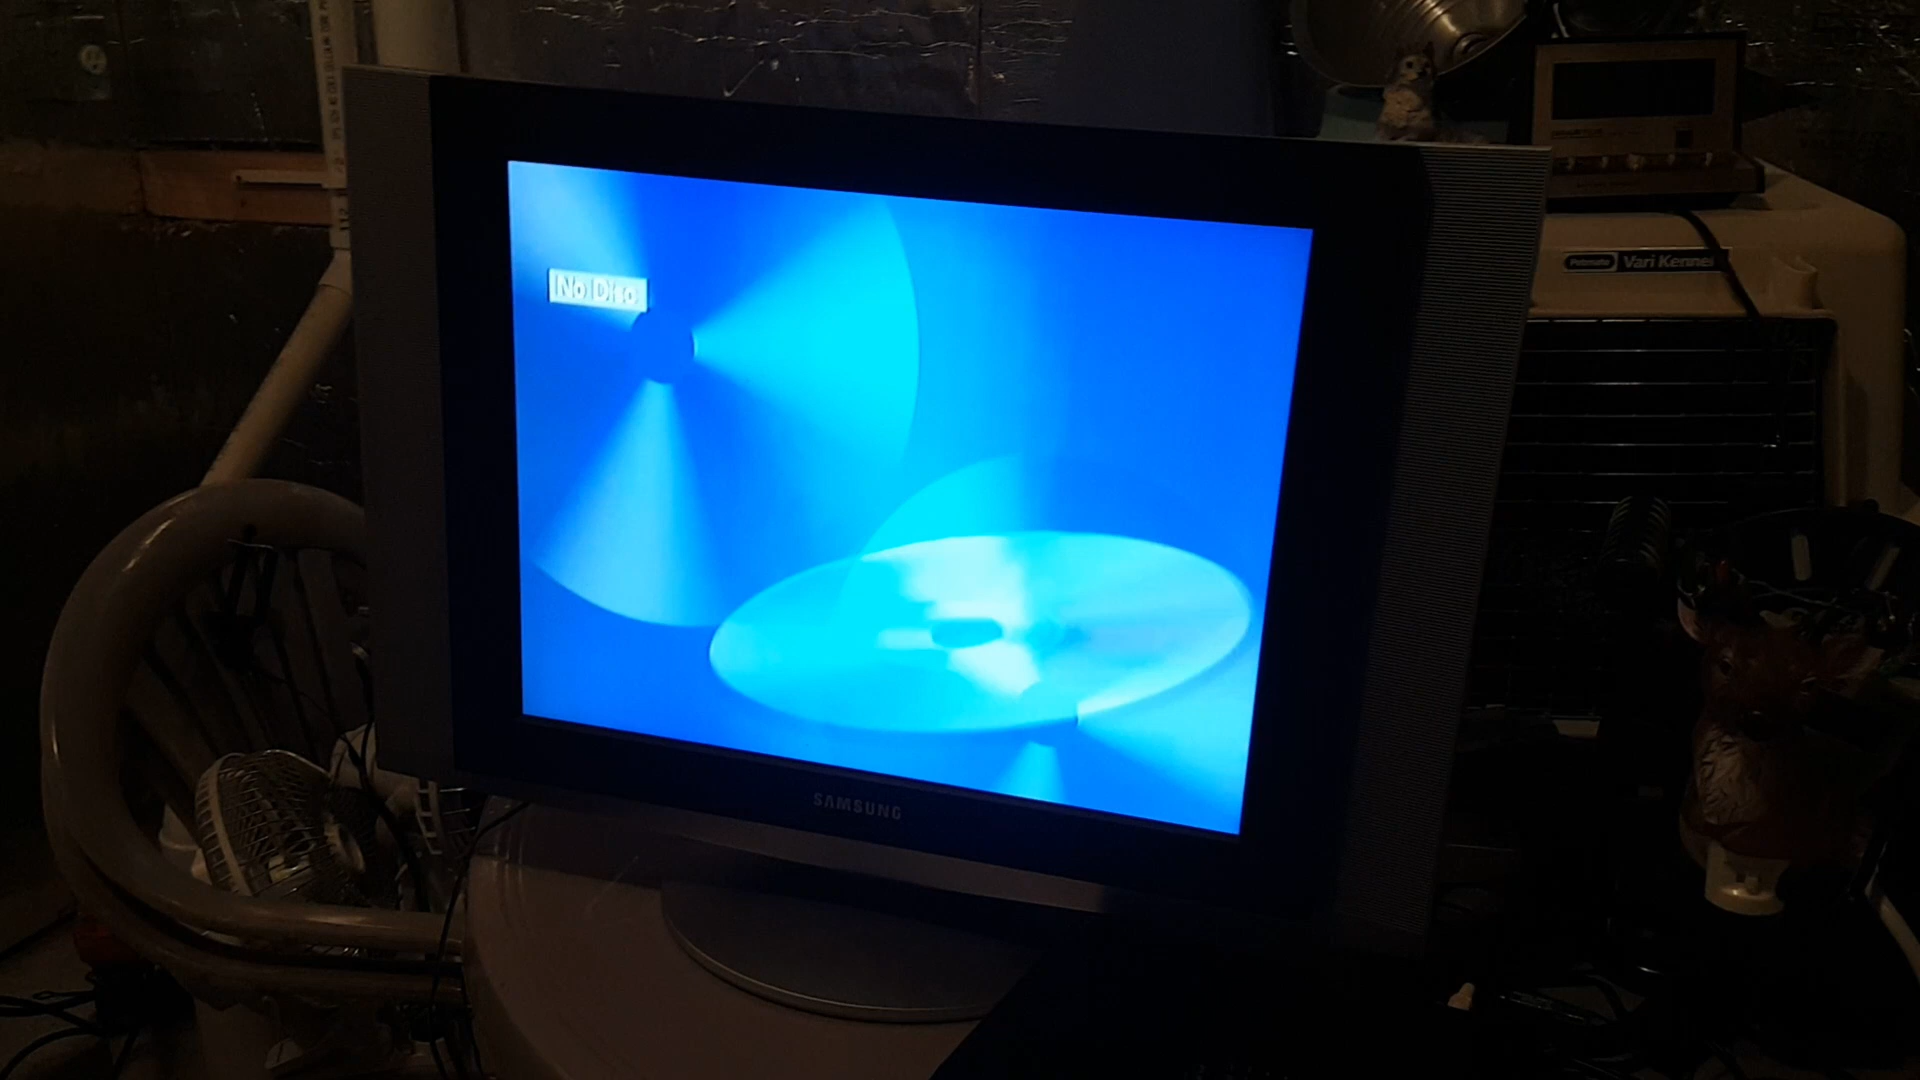 No Disc
Petmate Vari Kennel
SAMSUNG